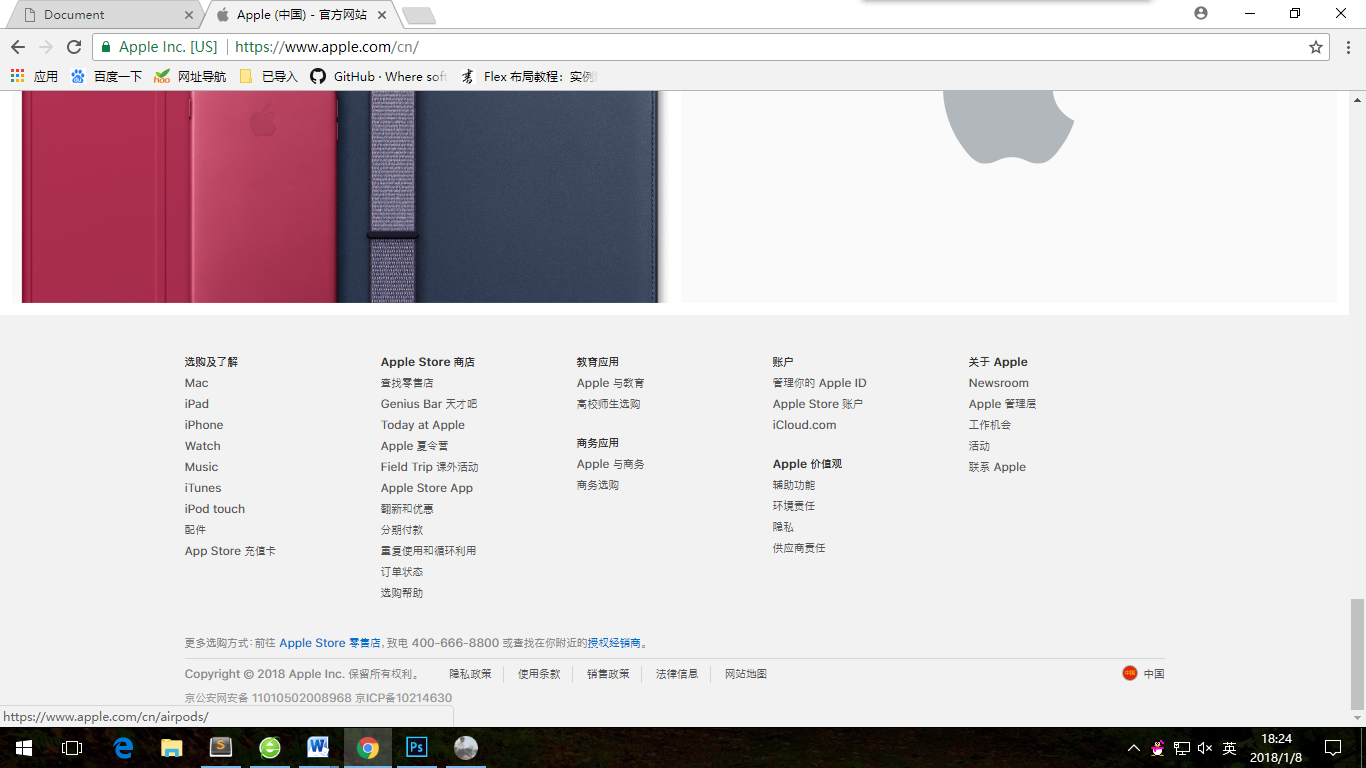 Document
Apple (中国) - 官方网站
Apple Inc. [US]
https://www.apple.com/cn/
应用
百度一下
网址导航
已导入
GitHub · Where soft
Flex 布局教程：实例
选购及了解
Mac
iPad
iPhone
Watch
Music
iTunes
iPod touch
配件
App Store 充值卡
Apple Store 商店
查找零售店
Genius Bar 天才吧
Today at Apple
Apple 夏令营
Field Trip 课外活动
Apple Store App
翻新和优惠
分期付款
重复使用和循环利用
订单状态
选购帮助
教育应用
Apple 与教育
高校师生选购
商务应用
Apple 与商务
商务选购
账户
管理你的 Apple ID
Apple Store 账户
iCloud.com
Apple 价值观
辅助功能
环境责任
隐私
供应商责任
关于 Apple
Newsroom
Apple 管理层
工作机会
活动
联系 Apple
更多选购方式：前往 Apple Store 零售店，致电 400-666-8800 或查找在你附近的授权经销商。
Copyright © 2018 Apple Inc. 保留所有权利。
隐私政策
使用条款
销售政策
法律信息
网站地图
中国
京公安网安备 11010502008968 京ICP备10214630
https://www.apple.com/cn/airpods/
英
18:24
2018/1/8